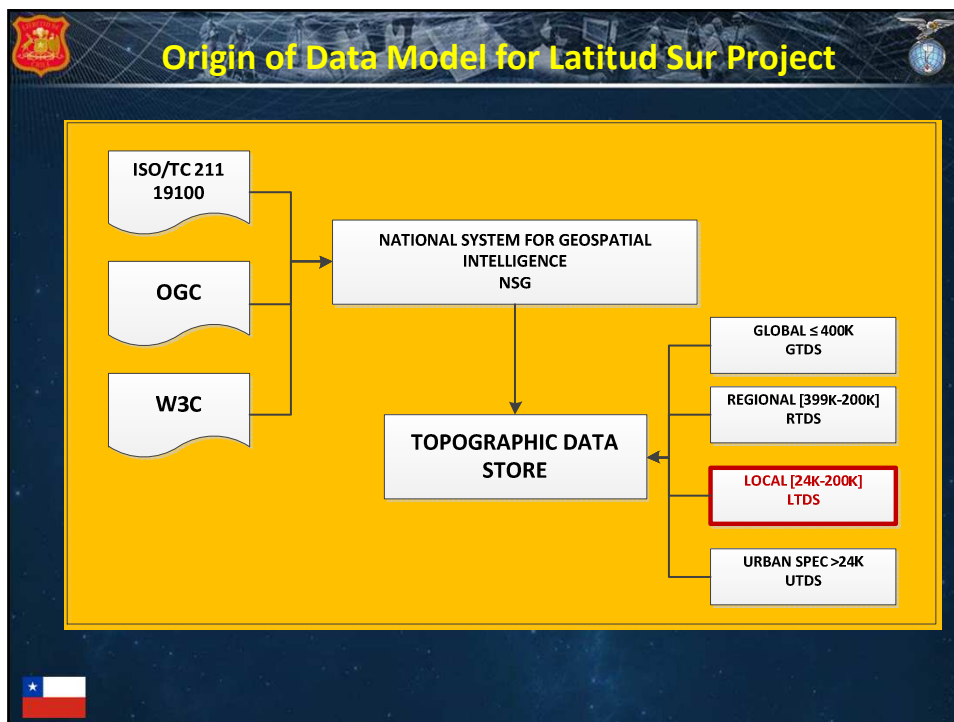 Origin of Data Model for Latitud Sur Project
ISO/TC 211
19100
OGC
W3C
NATIONAL SYSTEM FOR GEOSPATIAL
INTELLIGENCE
NSG
TOPOGRAPHIC DATA
STORE
GLOBAL ≤ 400K
GTDS
REGIONAL [399K-200K]
RTDS
LOCAL [24K-200K]
LTDS
URBAN SPEC >24K
UTDS